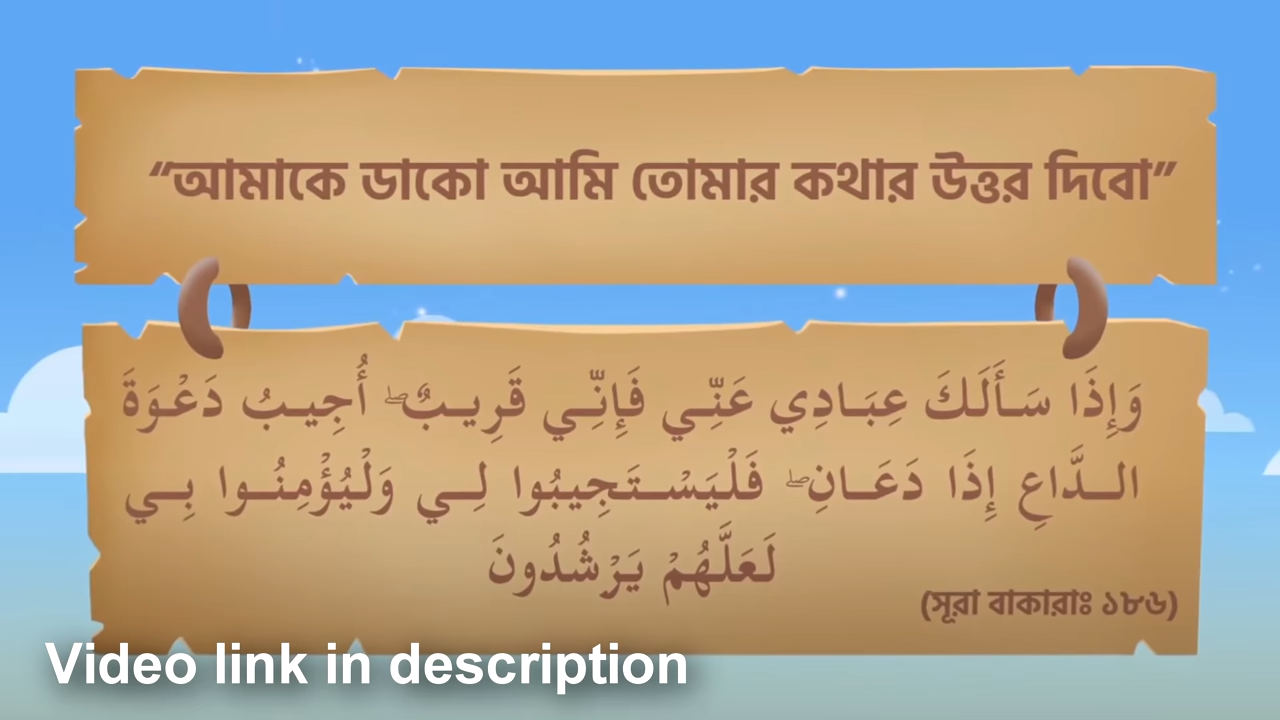 “আমাকে ডাকো আমি তোমার কথার উত্তর দিবো”
وَإِذَا سَأَلَكَ عِبَادِي عَنِّي فَإِنِّي قَرِيبٌ ۖ أُجِيبُ دَعْوَةَ
الدَّاعِ إِذَا دَعَانِ ۖ فَلْيَسْتَجِيبُوا لِي وَلْيُؤْمِنُوا بِي
لَعَلَّهُمْ يَرْشُدُونَ
(সূরা বাকারাঃ ১৮৬)
Video link in description